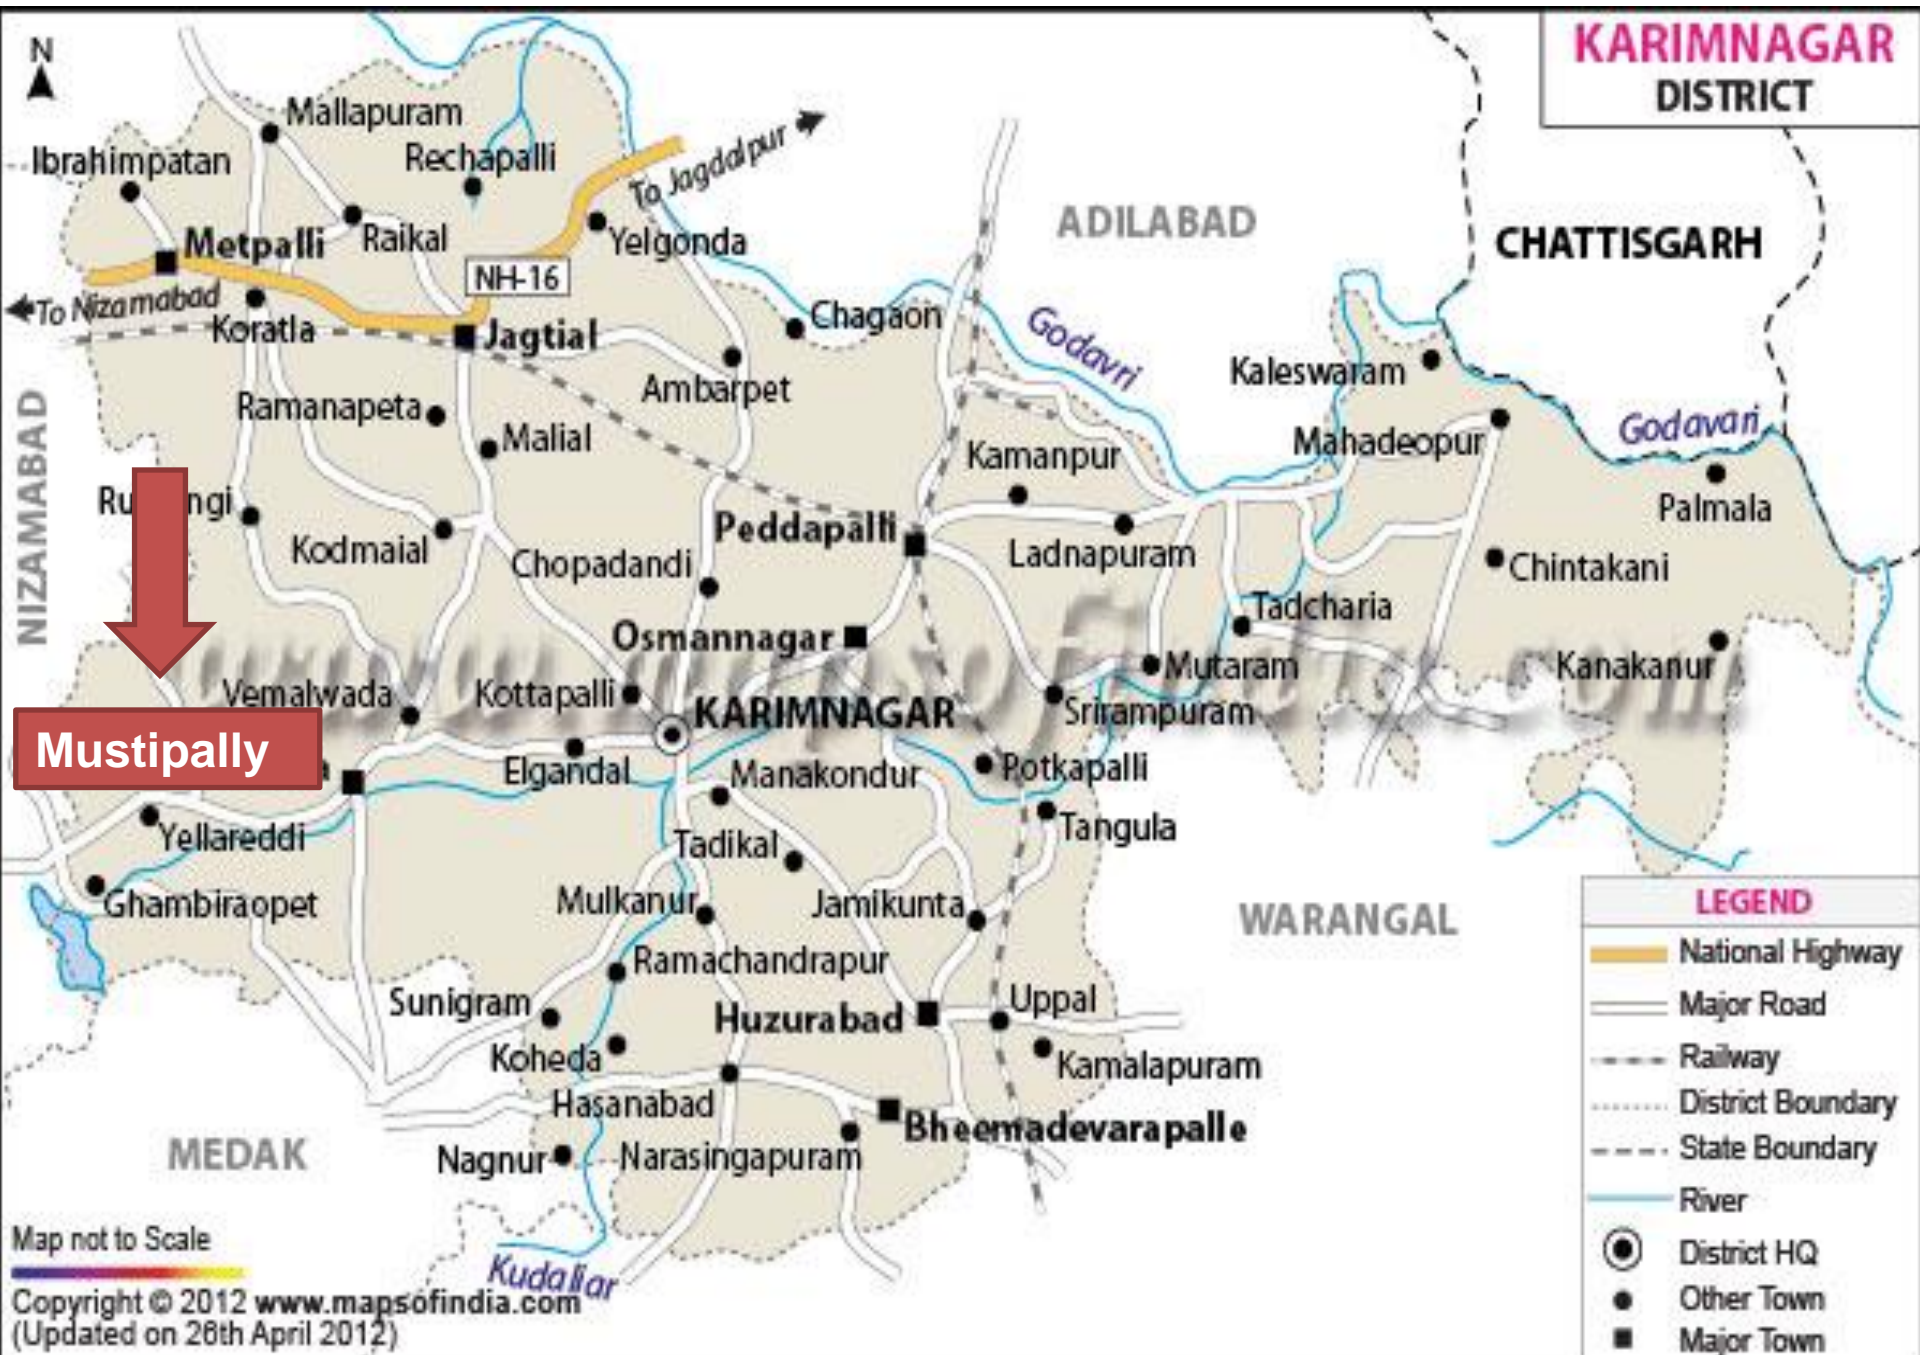 KARIMNAGAR
DISTRICT
N
Mallapuram
Ibrahimpatan
Rechapalli
To Jagdalpur
ADILABAD
CHATTISGARH
Metpalli
Raikal
Yelgonda
NH-16
To Nizamabad
Koratla
Jagtial
Chagaon
Godavri
Kaleswaram
Ambarpet
NIZAMABAD
Ramanapeta
Malial
Kamanpur
Mahadeopur
Godavari
Palmala
Kodmaial
Chopadandi
Peddapalli
Ladnapuram
Chintakani
Tadcharia
Osmannagar
Mutaram
Kanakanur
Vemalwada
Kottapalli
KARIMNAGAR
Srirampuram
Mustipally
Elgandal
Manakondur
Potkapalli
Yellareddi
Tadikal
Tangula
Ghambiraopet
Mulkanur
Jamikunta
WARANGAL
Ramachandrapur
Sunigram
Huzurabad
Uppal
Koheda
Kamalapuram
Hasanabad
Bheemadevarapalle
MEDAK
Nagnur
Narasingapuram
Kudaliar
LEGEND
National Highway
Major Road
Railway
District Boundary
State Boundary
River
District HQ
Other Town
Major Town
Map not to Scale
Copyright © 2012 www.mapsofindia.com
(Updated on 26th April 2012)